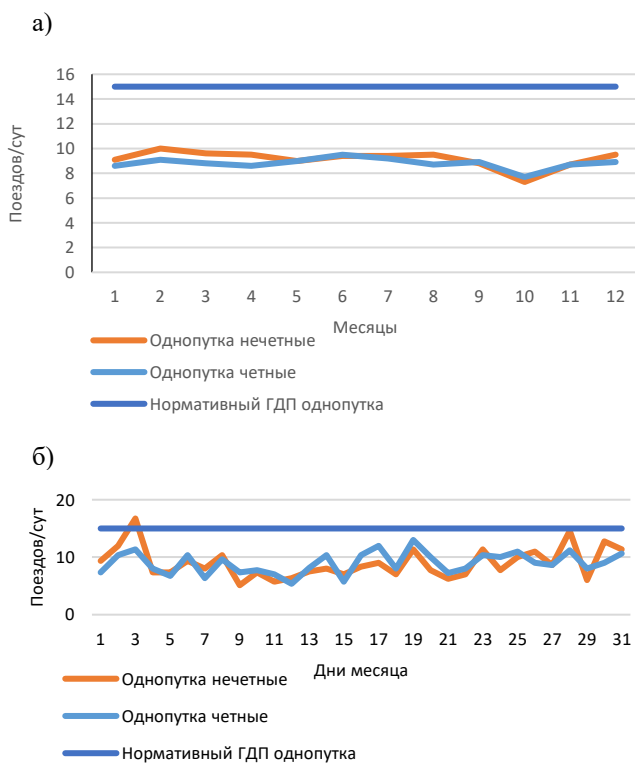 а)
16
14
12
10
8
6
4
2
0
Поездов/сут
1 2 3 4 5 6 7 8 9 10 11 12
Месяцы
Однопутка нечетные
Однопутка четные
Нормативный ГДП однопутка
б)
20
10
0
Поездов/сут
1 3 5 7 9 11 13 15 17 19 21 23 25 27 29 31
Дни месяца
Однопутка нечетные
Однопутка четные
Нормативный ГДП однопутка